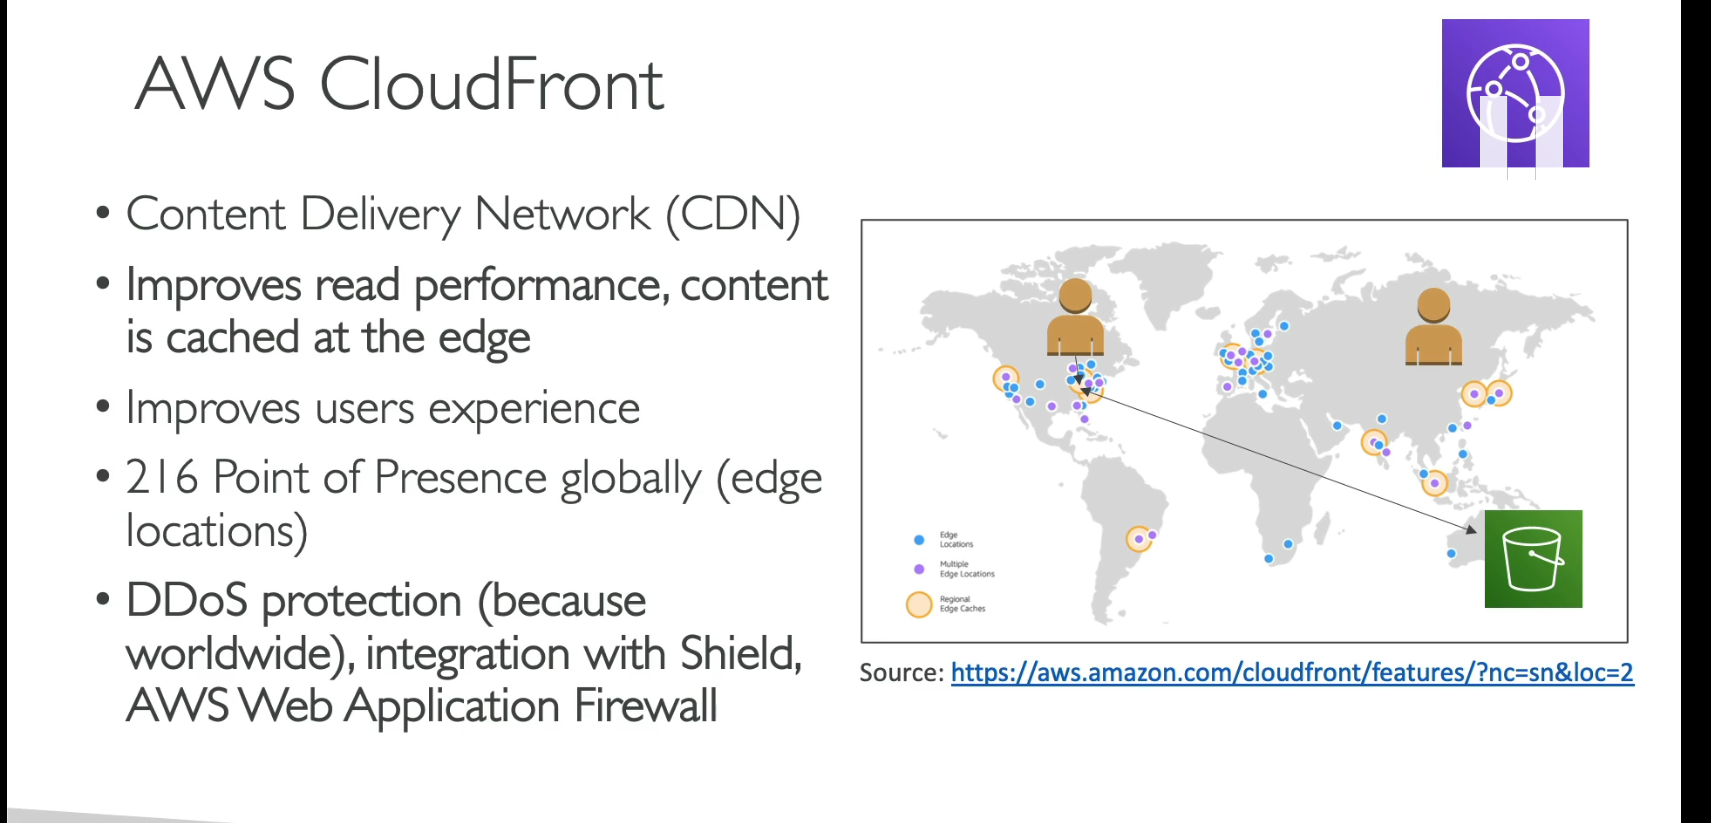 AWS CloudFront
• Content Delivery Network (CDN)
• Improves read performance, content
is cached at the edge
• Improves users experience
• 216 Point of Presence globally (edge
locations)
• DDoS protection (because
worldwide), integration with Shield,
AWS Web Application Firewall
Edge
Locations
Multiple
Edge Locations
Regional
Edge Caches
Source: https://aws.amazon.com/cloudfront/features/?nc=sn&loc=2